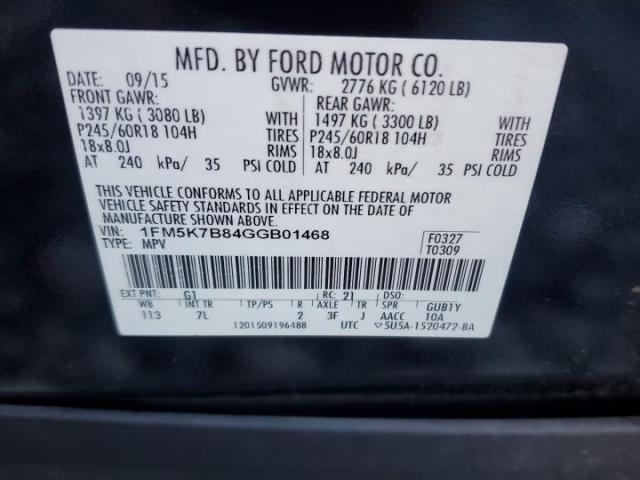 MFD. BY FORD MOTOR CO.
DATE: 09/15 GVWR: 2776 KG ( 6120 LB)
FRONT GAWR: REAR GAWR:
1397 KG ( 3080 LB) WITH 1497 KG ( 3300 LB) WITH
P245/60R18 104H TIRES P245/60R18 104H TIRES
18x8.0J RIMS 18x8.0J RIMS
AT 240 kPa/ 35 PSI COLD AT 240 kPa/ 35 PSI COLD
THIS VEHICLE CONFORMS TO ALL APPLICABLE FEDERAL MOTOR
VEHICLE SAFETY STANDARDS IN EFFECT ON THE DATE OF
MANUFACTURE SHOWN ABOVE.
VIN: 1FM5K7B84GGB01468 F0327
TYPE: MPV T0309
EXT PNT: G1 RC: 21 DSO:
WB INT TR TP/PS R AXLE TR SPR GUB1Y
113 7L 2 3F J AACC 10A
1201509196488 UTC ▽5U5A-1520472-BA